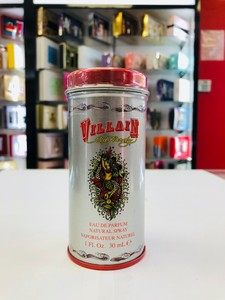 VILLAIN
EAU DE PARFUM
NATURAL SPRAY
VAPORISATEUR NATUREL
1 Fl. Oz. 30 mL ℮